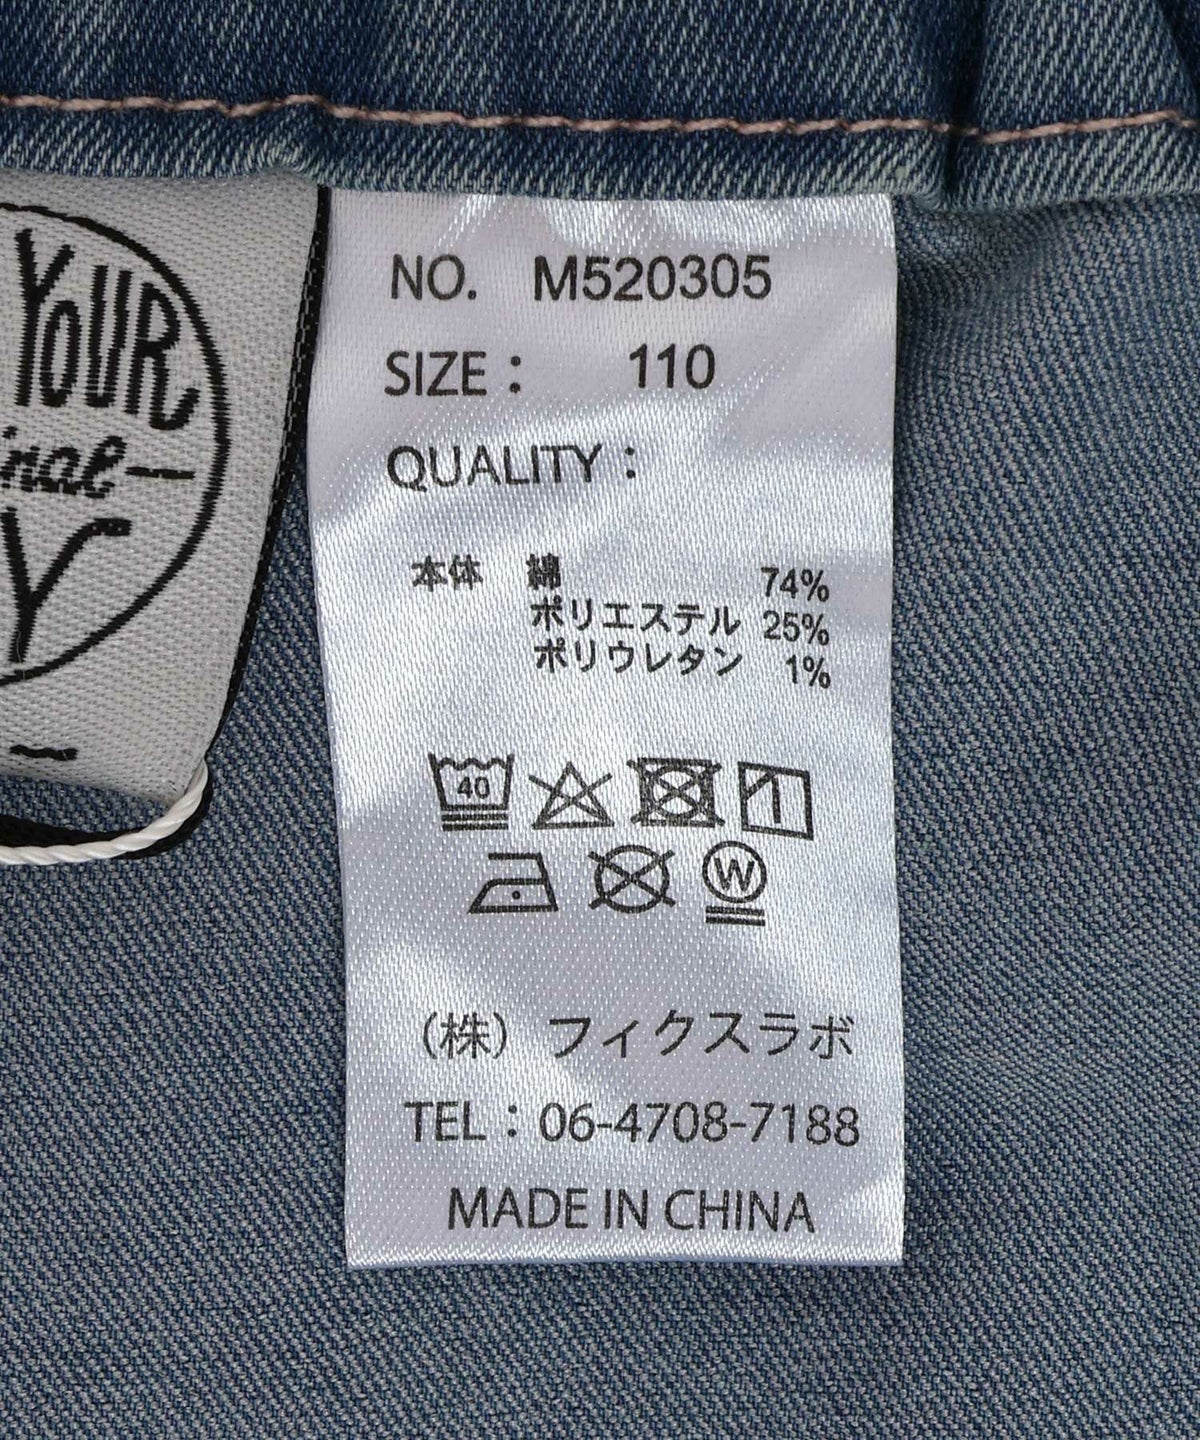 YOUR
NO. M520305
SIZE : 110
QUALITY :
本体 綿 74%
ポリエステル 25%
ポリウレタン 1%
40
W
(株) フィクスラボ
TEL : 06-4708-7188
MADE IN CHINA